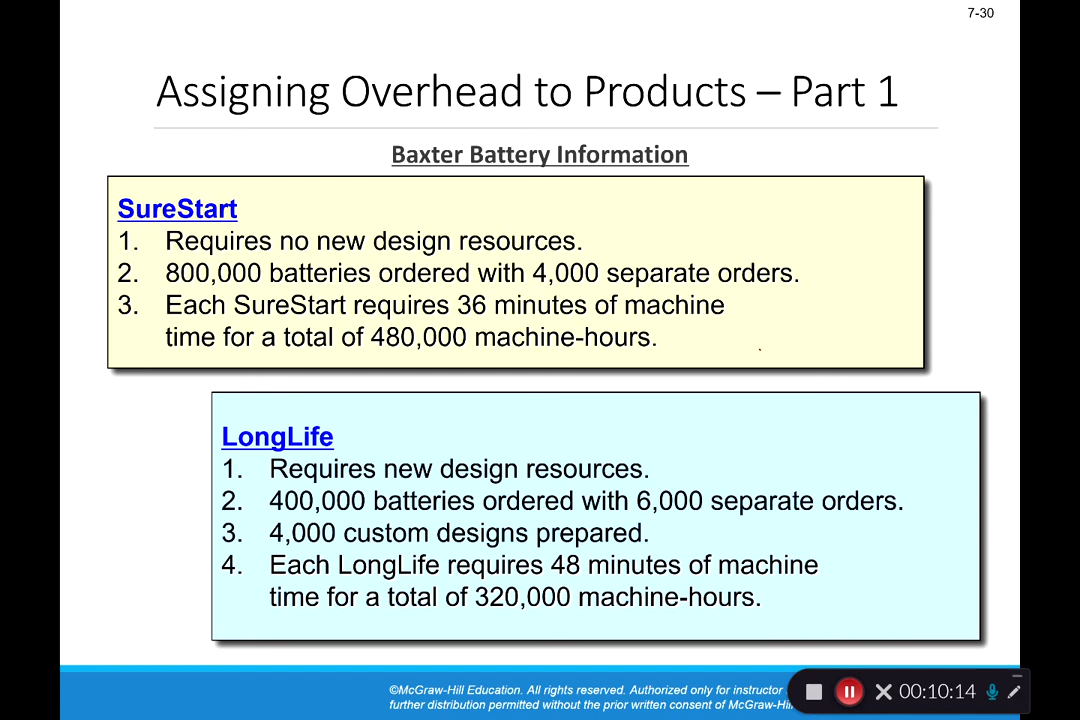 7-30
Assigning Overhead to Products – Part 1
Baxter Battery Information
SureStart
1. Requires no new design resources.
2. 800,000 batteries ordered with 4,000 separate orders.
3. Each SureStart requires 36 minutes of machine
time for a total of 480,000 machine-hours.
LongLife
1. Requires new design resources.
2. 400,000 batteries ordered with 6,000 separate orders.
3. 4,000 custom designs prepared.
4. Each LongLife requires 48 minutes of machine
time for a total of 320,000 machine-hours.
©McGraw-Hill Education. All rights reserved. Authorized only for instructor
further distribution permitted without the prior written consent of McGraw-Hill
00:10:14